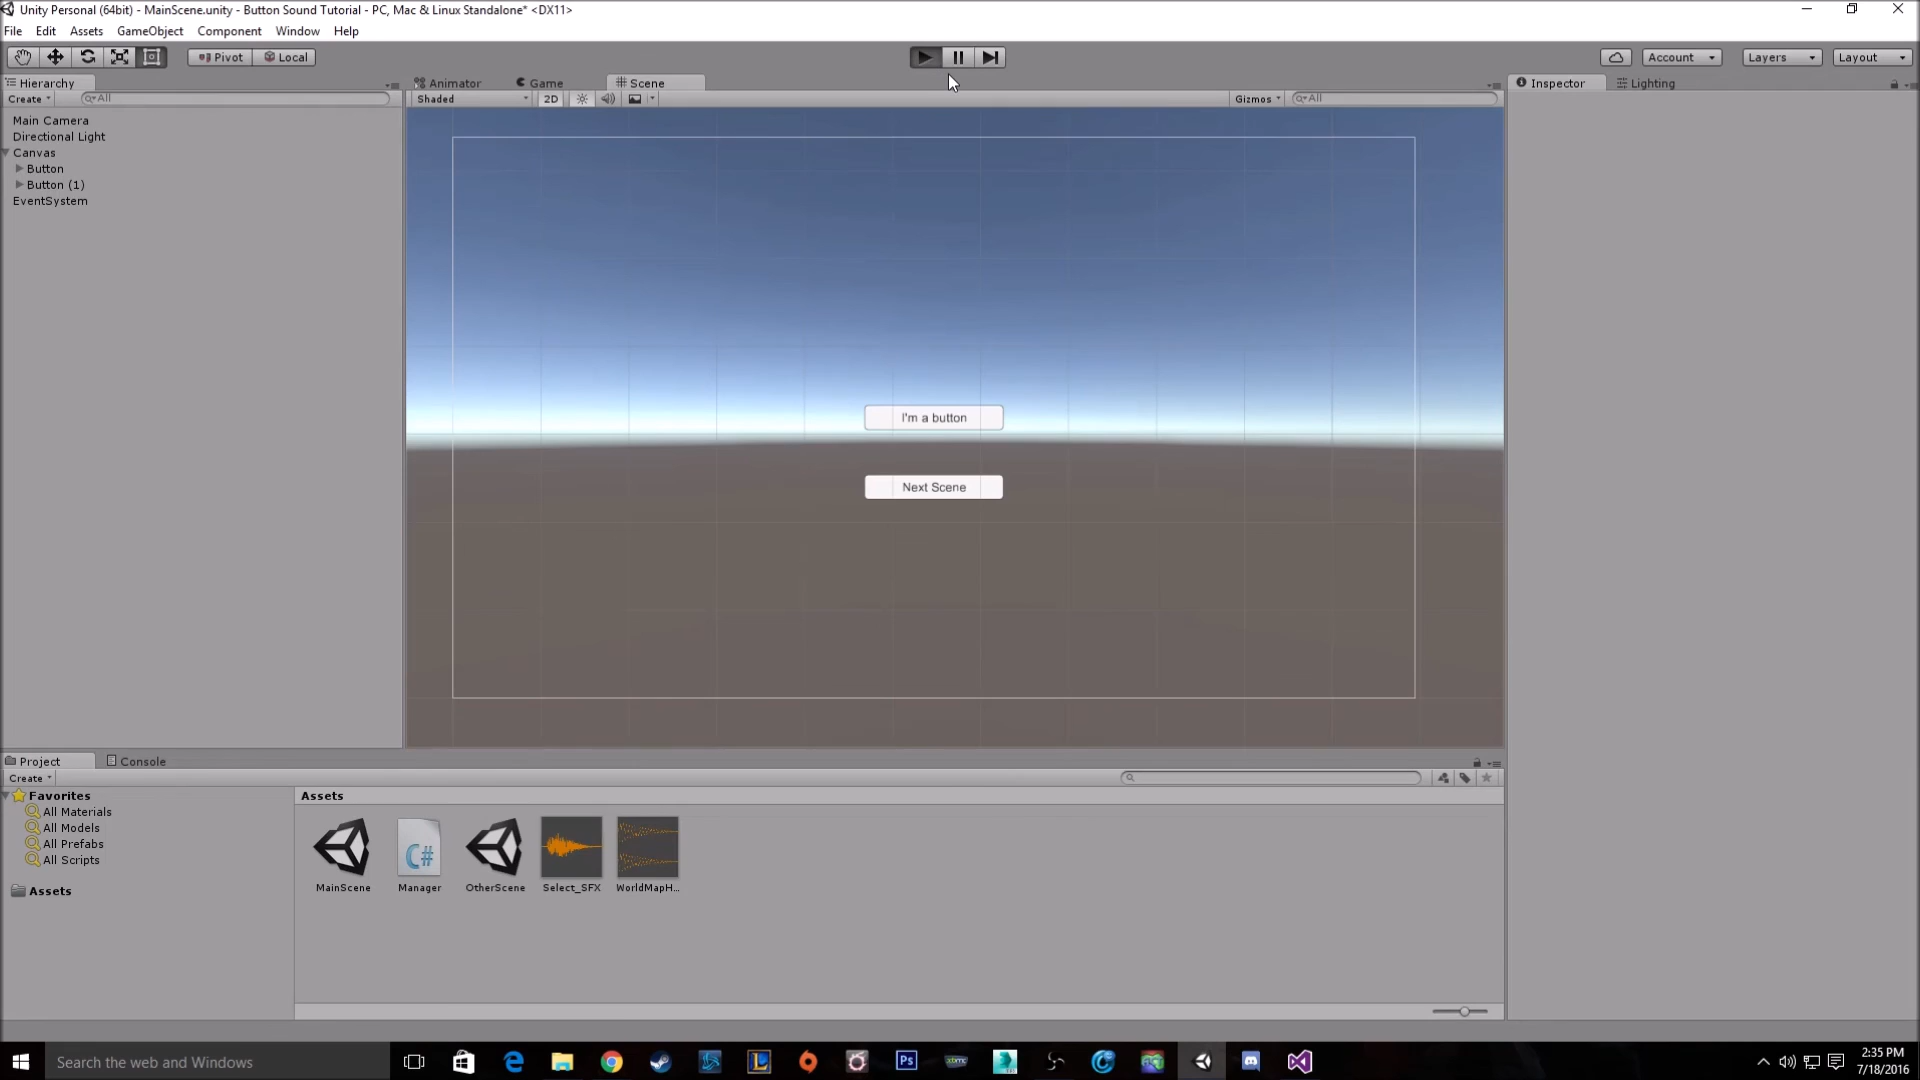 Unity Personal (64bit) - MainScene.unity - Button Sound Tutorial - PC, Mac & Linux Standalone* <DX11>
File Edit Assets GameObject Component Window Help
Pivot Local Account Layers Layout
Hierarchy Animator Game Scene Inspector Lighting
Create All Shaded 2D Gizmos All
Main Camera
Directional Light
Canvas
Button
Button (1)
EventSystem
I'm a button
Next Scene
Project Console
Create
Favorites
All Materials
All Models
All Prefabs
All Scripts
Assets
Assets
C#
MainScene Manager OtherScene Select_SFX WorldMapH...
Search the web and Windows
Ps
2:35 PM
7/18/2016